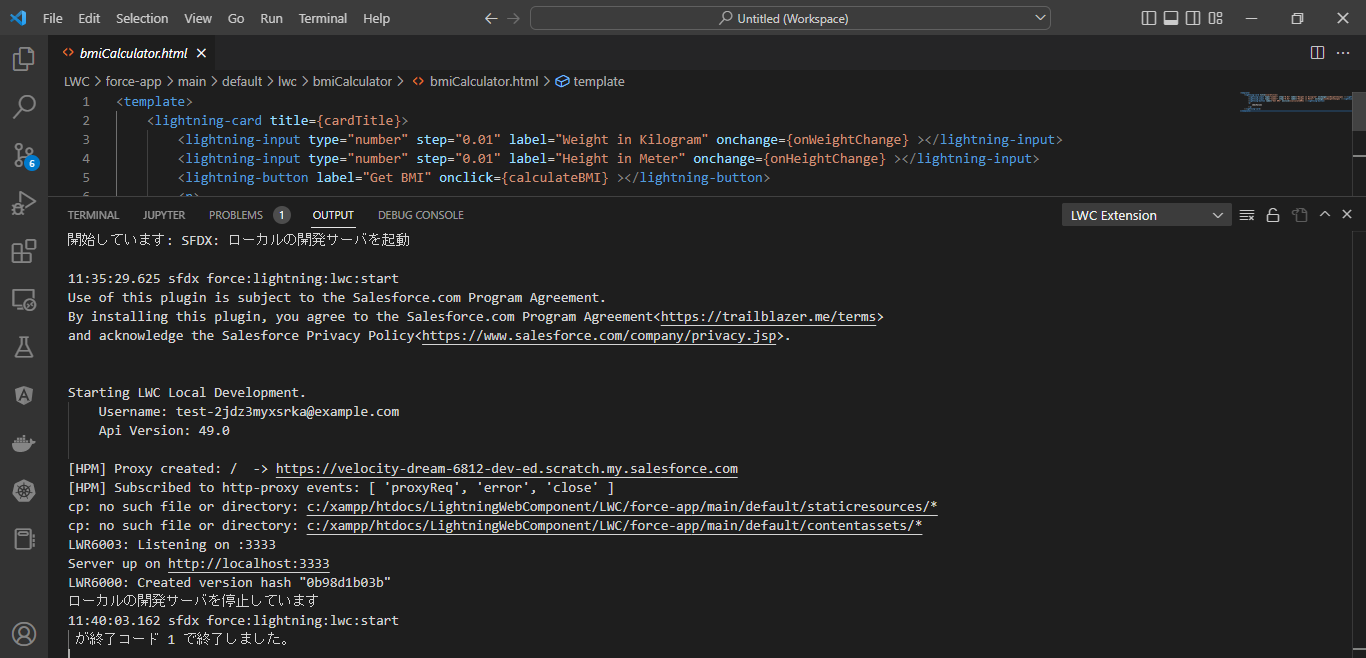 File Edit Selection View Go Run Terminal Help
Untitled (Workspace)
bmiCalculator.html
LWC > force-app > main > default > lwc > bmiCalculator > bmiCalculator.html > template
1 <template>
2 <lightning-card title={cardTitle}>
3 <lightning-input type="number" step="0.01" label="Weight in Kilogram" onchange={onWeightChange} ></lightning-input>
4 <lightning-input type="number" step="0.01" label="Height in Meter" onchange={onHeightChange} ></lightning-input>
5 <lightning-button label="Get BMI" onclick={calculateBMI} ></lightning-button>
6
TERMINAL JUPYTER PROBLEMS 1 OUTPUT DEBUG CONSOLE LWC Extension
開始しています: SFDX: ローカルの開発サーバを起動
11:35:29.625 sfdx force:lightning:lwc:start
Use of this plugin is subject to the Salesforce.com Program Agreement.
By installing this plugin, you agree to the Salesforce.com Program Agreement<https://trailblazer.me/terms>
and acknowledge the Salesforce Privacy Policy<https://www.salesforce.com/company/privacy.jsp>.
Starting LWC Local Development.
Username: test-2jdz3myxsrka@example.com
Api Version: 49.0
[HPM] Proxy created: /  -> https://velocity-dream-6812-dev-ed.scratch.my.salesforce.com
[HPM] Subscribed to http-proxy events: [ 'proxyReq', 'error', 'close' ]
cp: no such file or directory: c:/xampp/htdocs/LightningWebComponent/LWC/force-app/main/default/staticresources/*
cp: no such file or directory: c:/xampp/htdocs/LightningWebComponent/LWC/force-app/main/default/contentassets/*
LWR6003: Listening on :3333
Server up on http://localhost:3333
LWR6000: Created version hash "0b98d1b03b"
ローカルの開発サーバを停止しています
11:40:03.162 sfdx force:lightning:lwc:start
が終了コード 1 で終了しました。
6